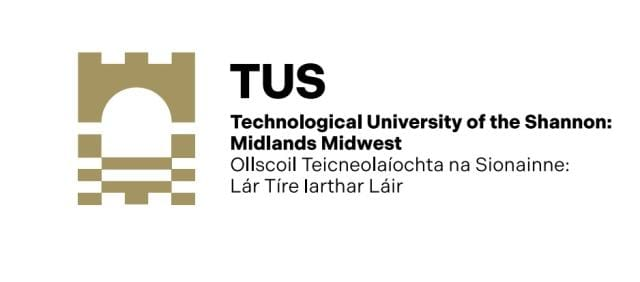 TUS
Technological University of the Shannon:
Midlands Midwest
Ollscoil Teicneolaíochta na Sionainne:
Lár Tíre Iarthar Láir